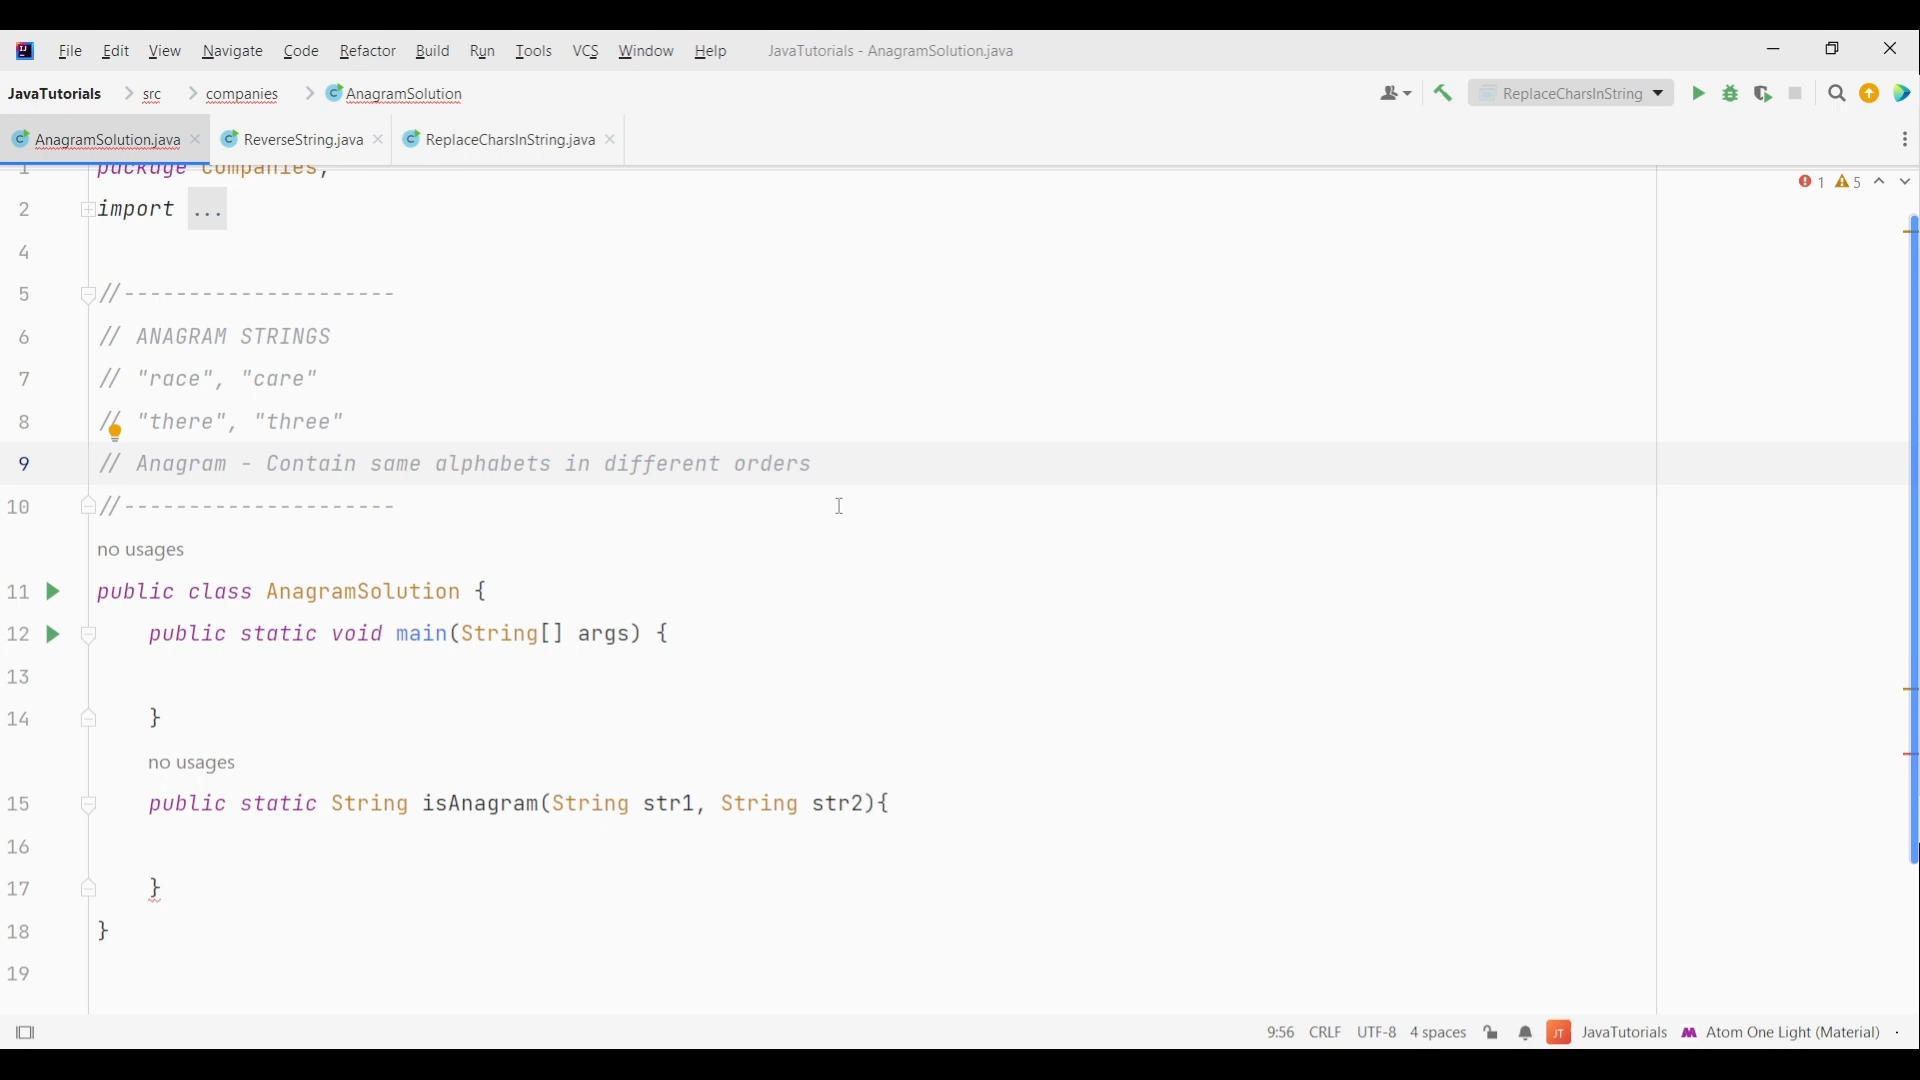 File Edit View Navigate Code Refactor Build Run Tools VCS Window Help JavaTutorials - AnagramSolution.java
JavaTutorials src companies C AnagramSolution ReplaceCharsInString
C AnagramSolution.java C ReverseString.java C ReplaceCharsInString.java
1 package companies;
1 5
2 import ...
4
5 //---------------------
6 // ANAGRAM STRINGS
7 // "race", "care"
8 // "there", "three"
9 // Anagram - Contain same alphabets in different orders
10 //---------------------
no usages
11 public class AnagramSolution {
12 public static void main(String[] args) {
13
14 }
no usages
15 public static String isAnagram(String str1, String str2){
16
17 }
18 }
19
9:56 CRLF UTF-8 4 spaces JT JavaTutorials Atom One Light (Material)